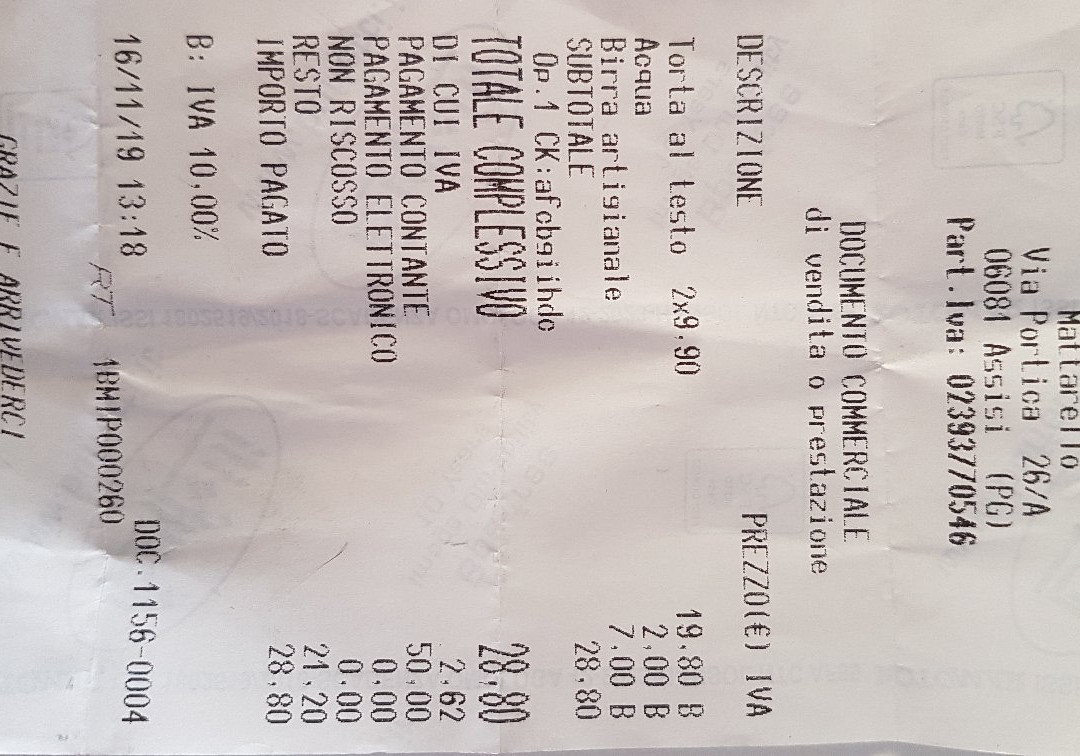 Mattarello
Via Portica 26/A
06081 Assisi (PG)
Part.Iva: 02393770546
DOCUMENTO COMMERCIALE
di vendita o prestazione
DESCRIZIONE PREZZO(€) IVA
Torta al testo 2x9,90 19,80 B
Acqua 2,00 B
Birra artigianale 7,00 B
SUBTOTALE 28,80
Op.1 CK:afcbgihdo
TOTALE COMPLESSIVO 28,80
DI CUI IVA 2,62
PAGAMENTO CONTANTE 50,00
PAGAMENTO ELETTRONICO 0,00
NON RISCOSSO 0,00
RESTO 21,20
IMPORTO PAGATO 28,80
B: IVA 10,00%
16/11/19 13:18 DOC.1156-0004
RT 1BMIP000260
GRAZIE E ARRIVEDERCI